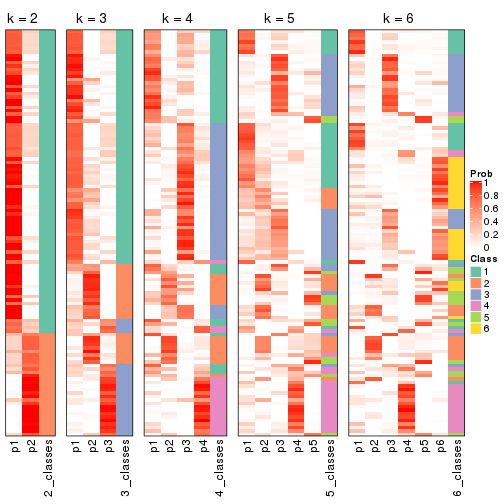 k = 2
k = 3
k = 4
k = 5
k = 6
p1
p2
2_classes
p1
p2
p3
3_classes
p1
p2
p3
p4
4_classes
p1
p2
p3
p4
p5
5_classes
p1
p2
p3
p4
p5
p6
6_classes
Prob
1
0.8
0.6
0.4
0.2
0
Class
1
2
3
4
5
6